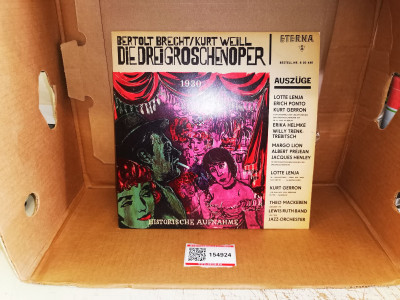 BERTOLT BRECHT/KURT WEILL
DIE DREIGROSCHENOPER
1930
HISTORISCHE AUFNAHME
ETERNA
AUSZÜGE
LOTTE LENJA
ERICH PONTO
KURT GERRON
ERIKA HELMKE
WILLY TRENK-
TREBITSCH
MARGO LION
ALBERT PRÉJEAN
JACQUES HENLEY
LOTTE LENJA
KURT GERRON
THEO MACKEBEN
LEWIS RUTH BAND
JAZZ-ORCHESTER
154924